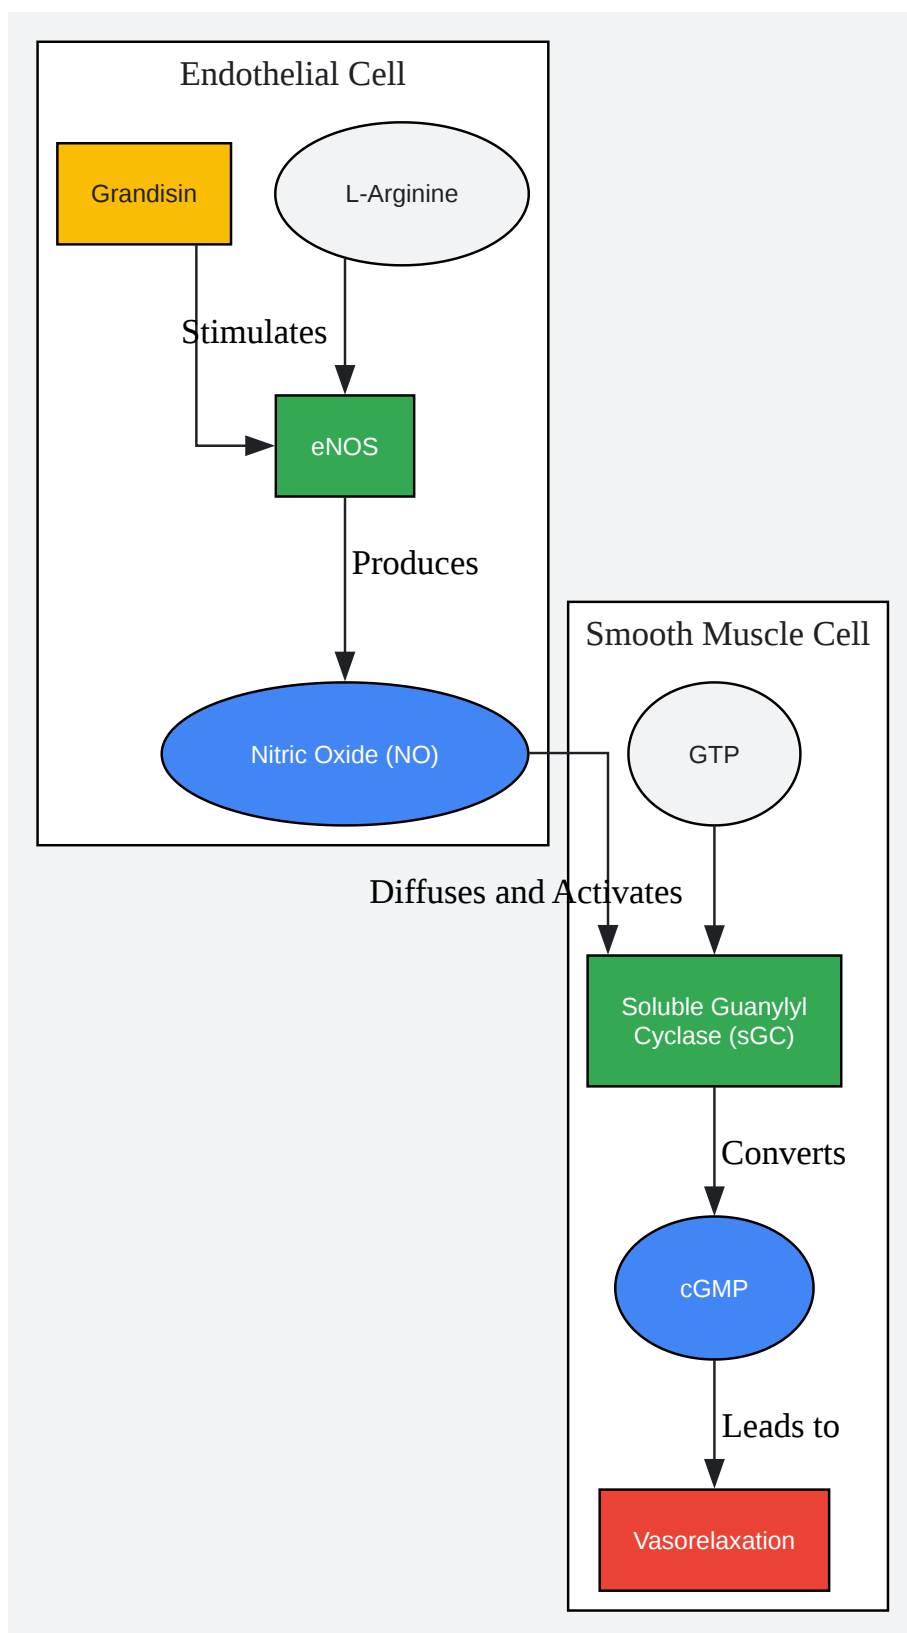 Endothelial Cell
Grandisin
L-Arginine
Stimulates
eNOS
Produces
Nitric Oxide (NO)
Smooth Muscle Cell
GTP
Diffuses and Activates
Soluble Guanylyl
Cyclase (sGC)
Converts
cGMP
Leads to
Vasorelaxation